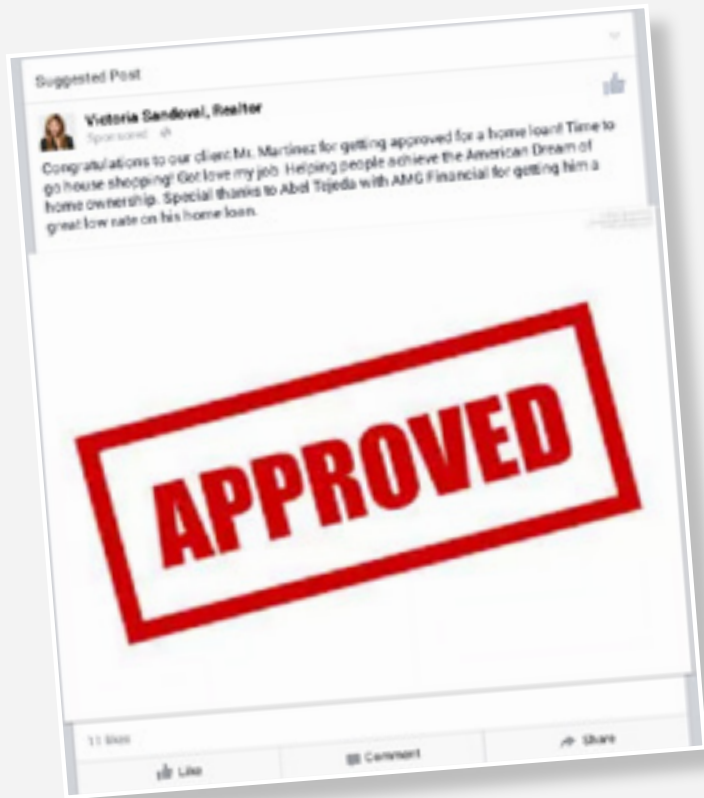 Suggested Post
Victoria Sandoval, Realtor
Sponsored
Congratulations to our client Mr. Martinez for getting approved for a home loan! Time to
go house shopping! Got love my job. Helping people achieve the American Dream of
home ownership. Special thanks to Abel Tejeda with AMG Financial for getting him a
great low rate on his home loan.
APPROVED
11 likes
Like Comment Share